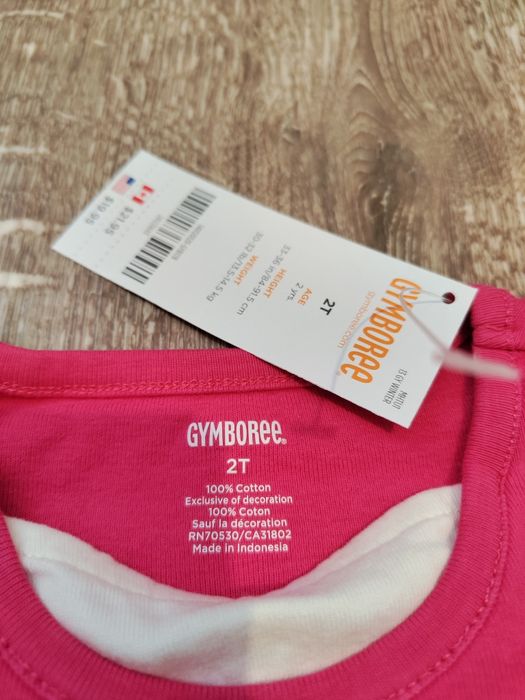 GYMBOREE
gymboree.com
2T
AGE
2 yrs.
HEIGHT
33-36 in/84-91.5 cm
WEIGHT
30-32 lb/13.5-14.5 kg
$21.95
$19.95
GYMBOREE
2T
100% Cotton
Exclusive of decoration
100% Coton
Sauf la décoration
RN70530/CA31802
Made in Indonesia